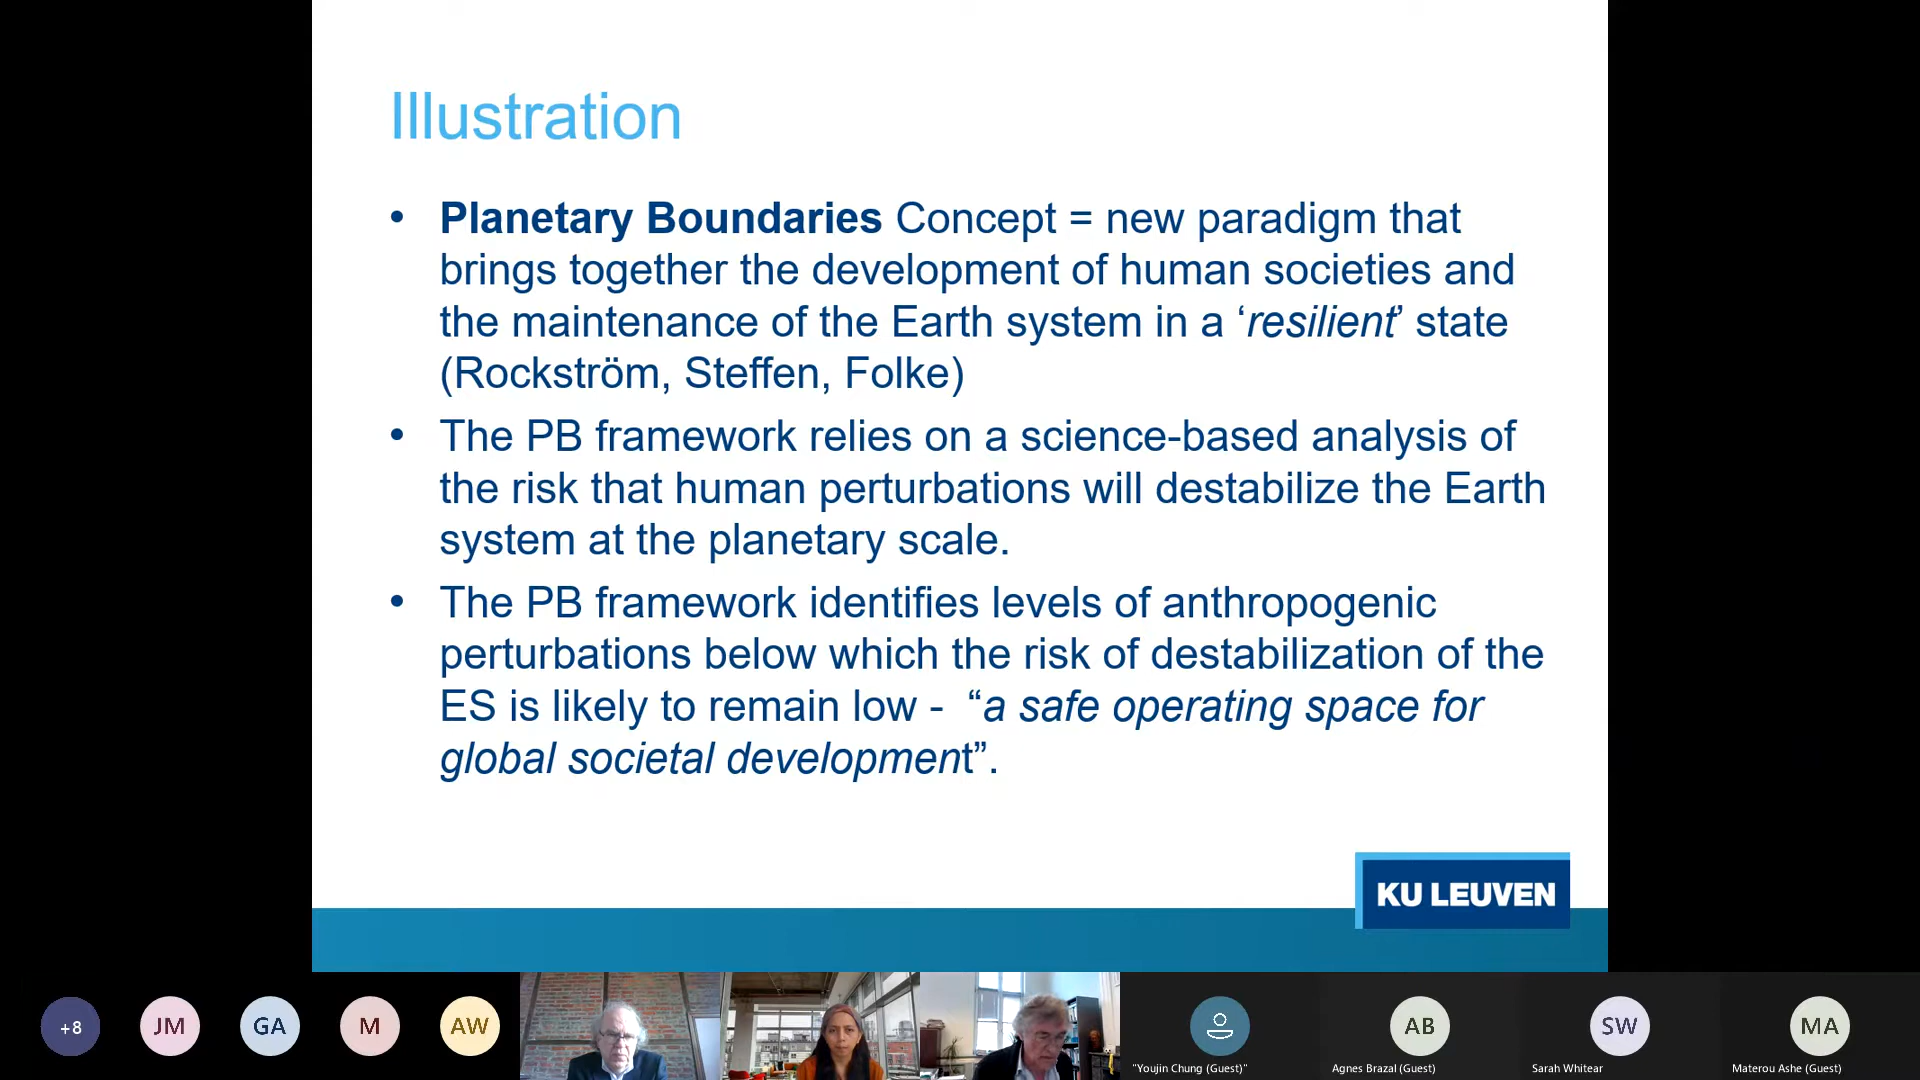 Illustration
• Planetary Boundaries Concept = new paradigm that
brings together the development of human societies and
the maintenance of the Earth system in a ‘resilient’ state
(Rockström, Steffen, Folke)
• The PB framework relies on a science-based analysis of
the risk that human perturbations will destabilize the Earth
system at the planetary scale.
• The PB framework identifies levels of anthropogenic
perturbations below which the risk of destabilization of the
ES is likely to remain low - “a safe operating space for
global societal development”.
KU LEUVEN
+8
JM
GA
M
AW
AB
SW
MA
"Youjin Chung (Guest)"
Agnes Brazal (Guest)
Sarah Whitear
Materou Ashe (Guest)